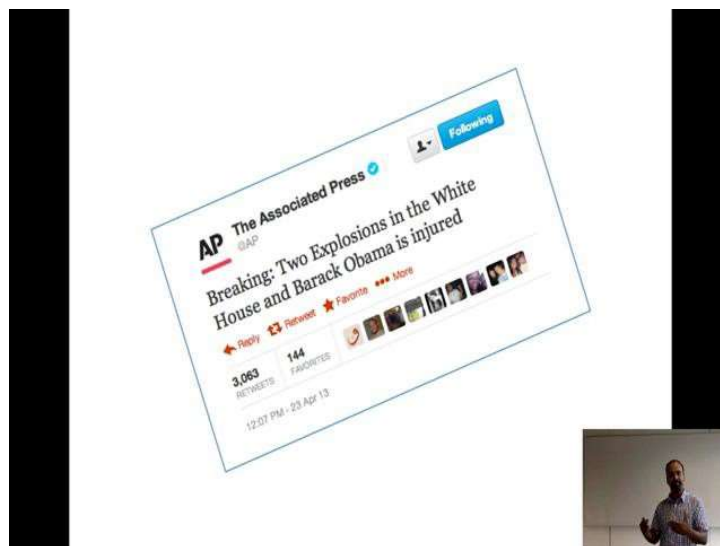 Following
AP
The Associated Press
@AP
Breaking: Two Explosions in the White
House and Barack Obama is injured
Reply Retweet Favorite More
3,063
RETWEETS
144
FAVORITES
12:07 PM - 23 Apr 13